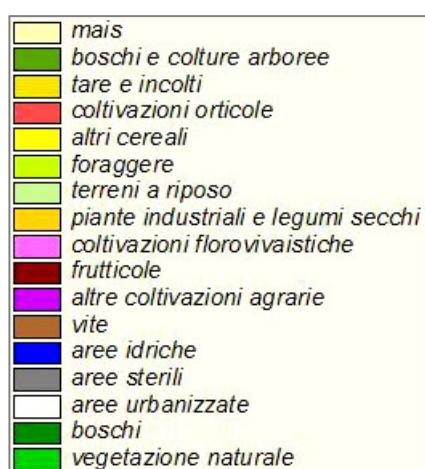 mais
boschi e colture arboree
tare e incolti
coltivazioni orticole
altri cereali
foraggere
terreni a riposo
piante industriali e legumi secchi
coltivazioni florovivaistiche
frutticole
altre coltivazioni agrarie
vite
aree idriche
aree sterili
aree urbanizzate
boschi
vegetazione naturale